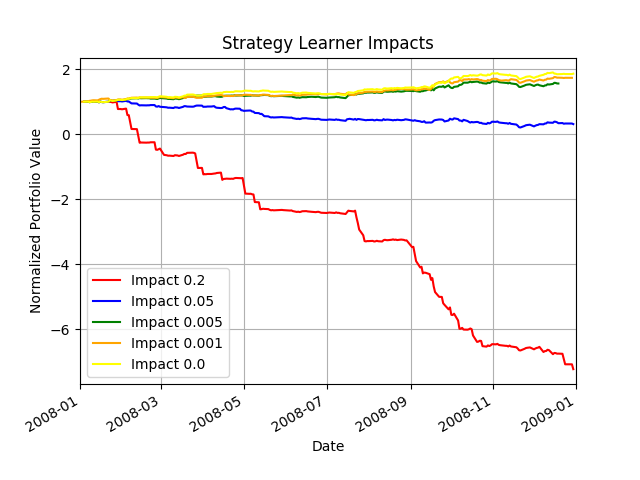 Strategy Learner Impacts
Normalized Portfolio Value
2
0
−2
−4
−6
Impact 0.2
Impact 0.05
Impact 0.005
Impact 0.001
Impact 0.0
2008-01
2008-03
2008-05
2008-07
2008-09
2008-11
2009-01
Date